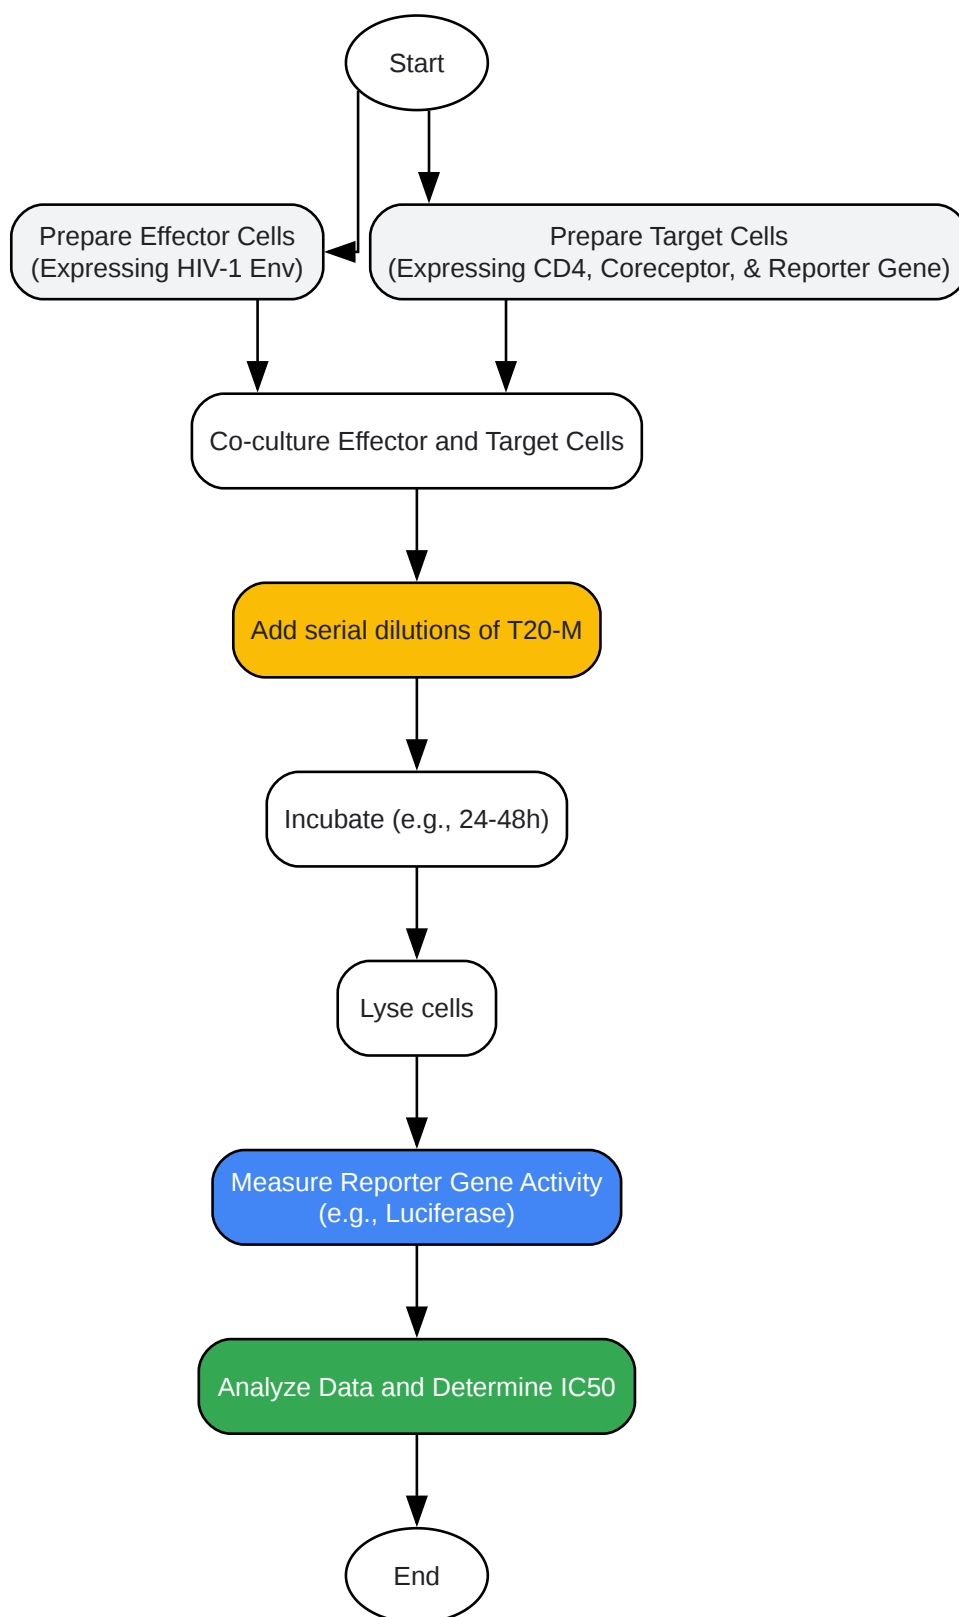 Start
Prepare Effector Cells
(Expressing HIV-1 Env)
Prepare Target Cells
(Expressing CD4, Coreceptor, & Reporter Gene)
Co-culture Effector and Target Cells
Add serial dilutions of T20-M
Incubate (e.g., 24-48h)
Lyse cells
Measure Reporter Gene Activity
(e.g., Luciferase)
Analyze Data and Determine IC50
End